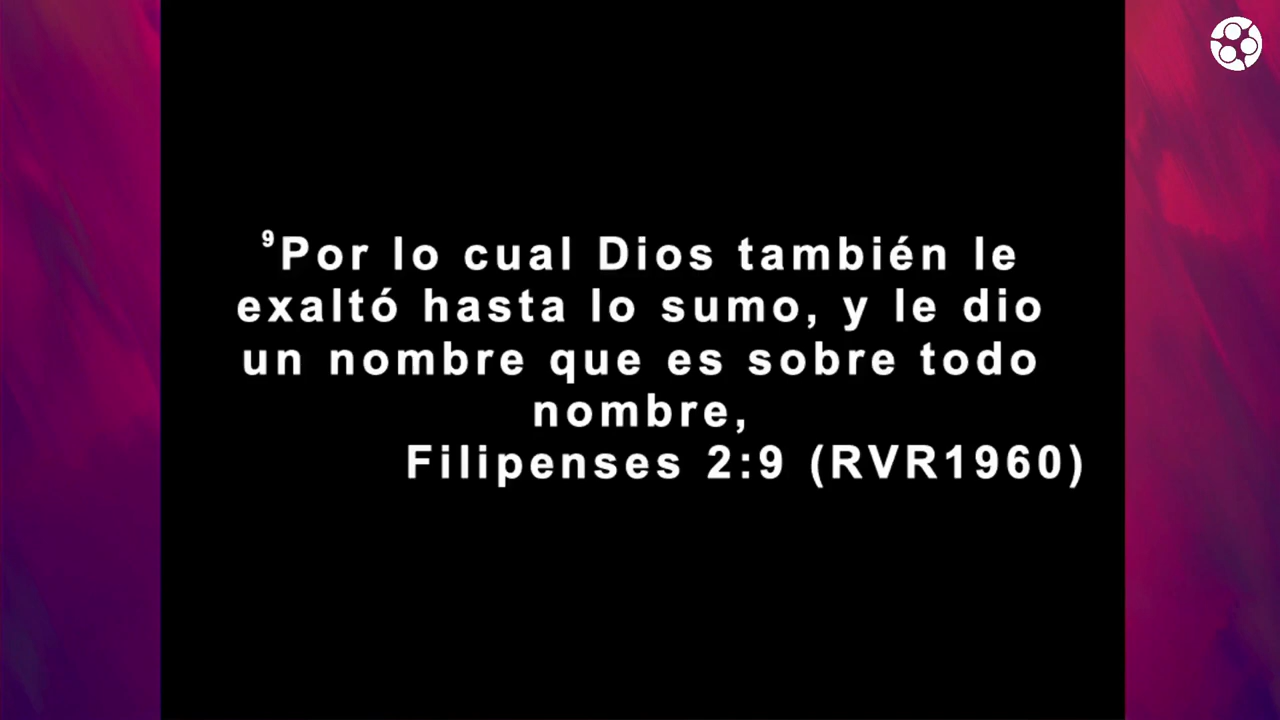 ⁹Por lo cual Dios también le
exaltó hasta lo sumo, y le dio
un nombre que es sobre todo
nombre,
Filipenses 2:9 (RVR1960)